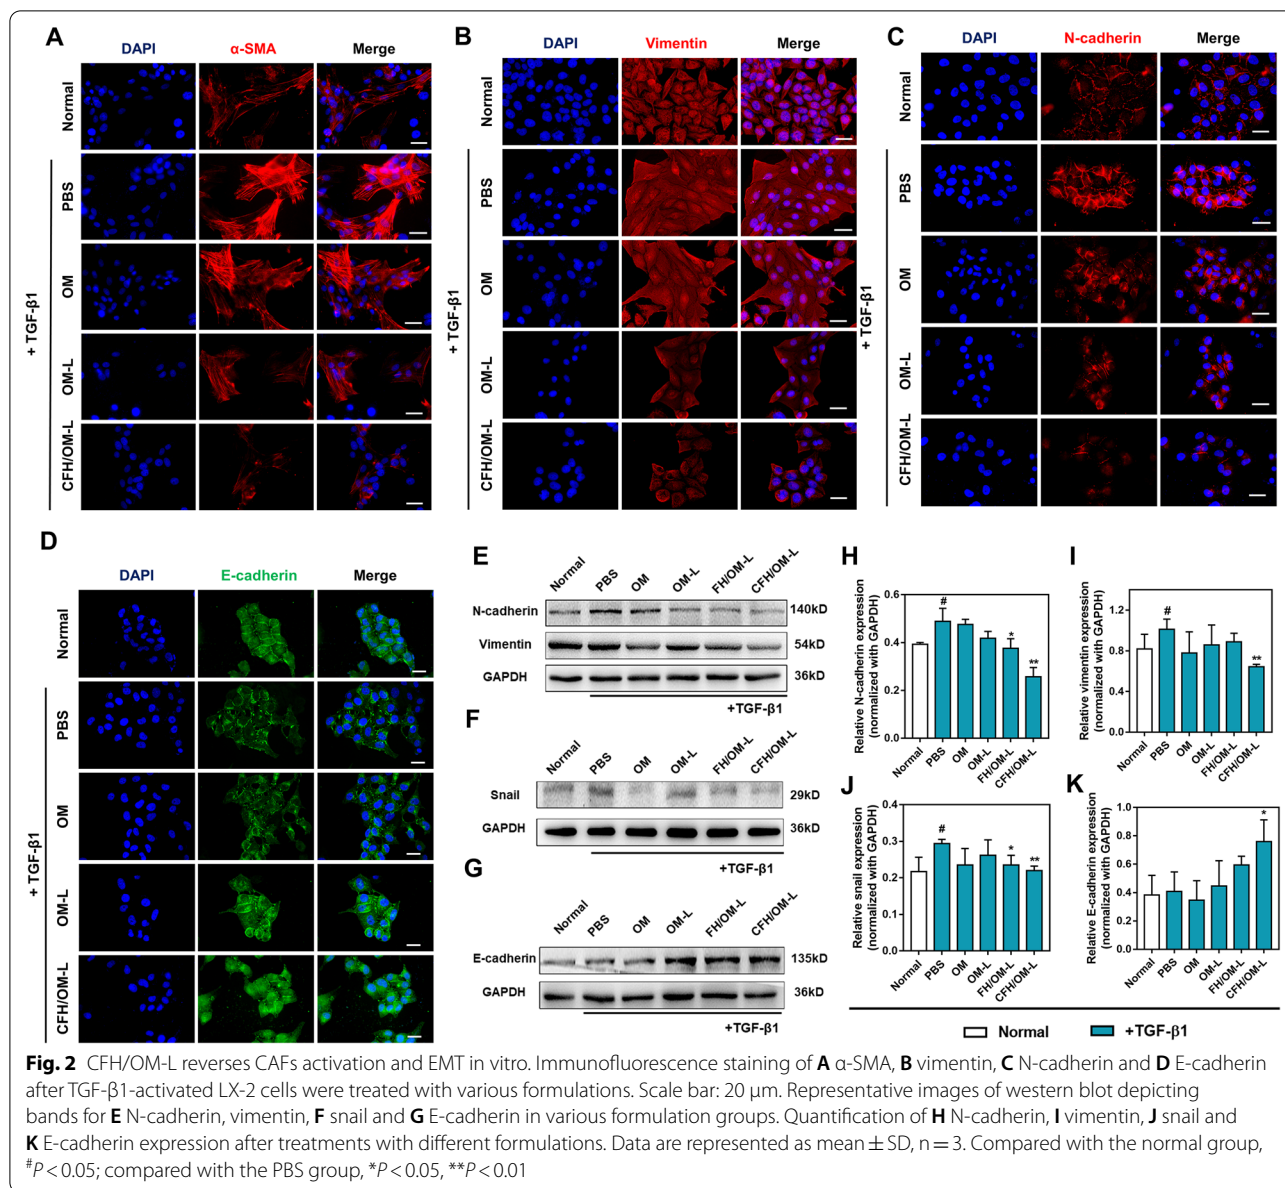 A
DAPI α-SMA Merge
Normal
PBS
OM
OM-L
CFH/OM-L
+ TGF-β1
B
DAPI Vimentin Merge
Normal
PBS
OM
OM-L
CFH/OM-L
+ TGF-β1
C
DAPI N-cadherin Merge
Normal
PBS
OM
OM-L
CFH/OM-L
+ TGF-β1
D
DAPI E-cadherin Merge
Normal
PBS
OM
OM-L
CFH/OM-L
+ TGF-β1
E
Normal PBS OM OM-L FH/OM-L CFH/OM-L
N-cadherin 140kD
Vimentin 54kD
GAPDH 36kD
+TGF-β1
F
Normal PBS OM OM-L FH/OM-L CFH/OM-L
Snail 29kD
GAPDH 36kD
+TGF-β1
G
Normal PBS OM OM-L FH/OM-L CFH/OM-L
E-cadherin 135kD
GAPDH 36kD
+TGF-β1
H
Relative N-cadherin expression
(normalized with GAPDH)
0.6
0.4
0.2
0.0
# * **
Normal PBS OM OM-L FH/OM-L CFH/OM-L
I
Relative vimentin expression
(normalized with GAPDH)
1.6
1.2
0.8
0.4
0.0
# **
Normal PBS OM OM-L FH/OM-L CFH/OM-L
J
Relative snail expression
(normalized with GAPDH)
0.4
0.3
0.2
0.1
0.0
# * **
Normal PBS OM OM-L FH/OM-L CFH/OM-L
K
Relative E-cadherin expression
(normalized with GAPDH)
1.0
0.8
0.6
0.4
0.2
0.0
*
Normal PBS OM OM-L FH/OM-L CFH/OM-L
Normal +TGF-β1
Fig. 2 CFH/OM-L reverses CAFs activation and EMT in vitro. Immunofluorescence staining of A α-SMA, B vimentin, C N-cadherin and D E-cadherin
after TGF-β1-activated LX-2 cells were treated with various formulations. Scale bar: 20 μm. Representative images of western blot depicting
bands for E N-cadherin, vimentin, F snail and G E-cadherin in various formulation groups. Quantification of H N-cadherin, I vimentin, J snail and
K E-cadherin expression after treatments with different formulations. Data are represented as mean ± SD, n = 3. Compared with the normal group,
#P < 0.05; compared with the PBS group, *P < 0.05, **P < 0.01